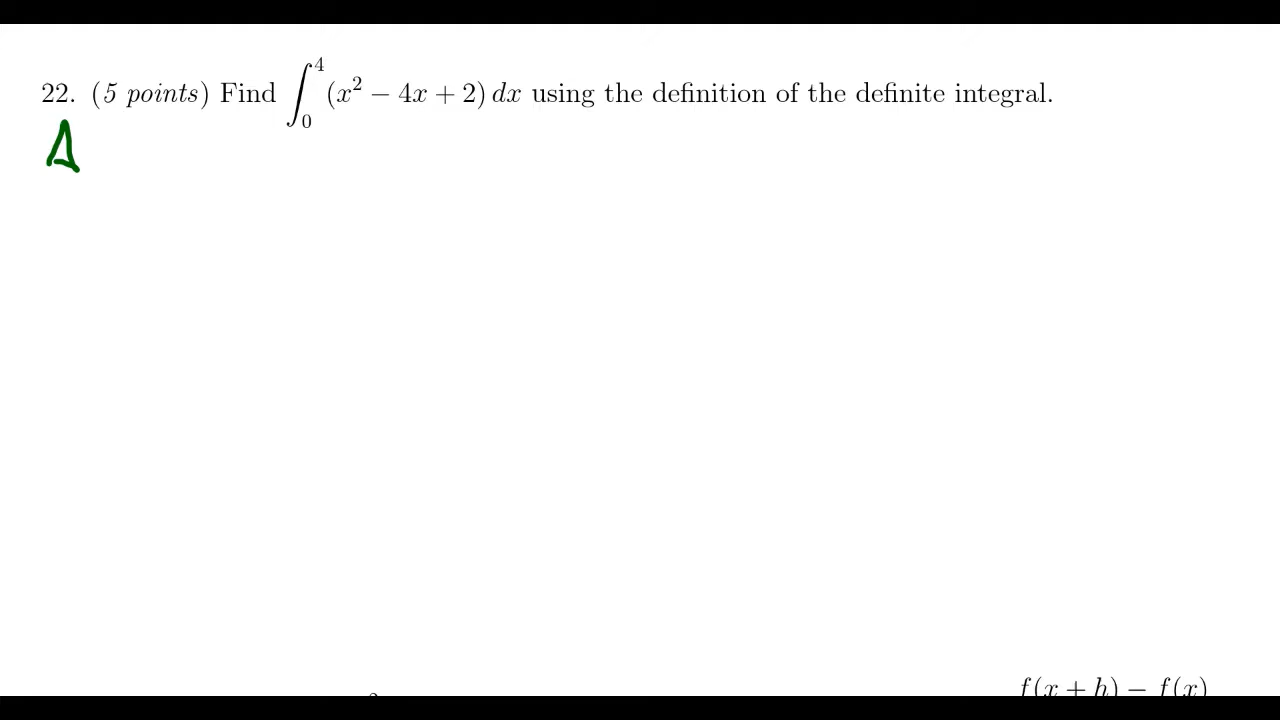 22. (5 points) Find ∫₀⁴ (x² − 4x + 2) dx using the definition of the definite integral.
Δ
f(x + h) − f(x)